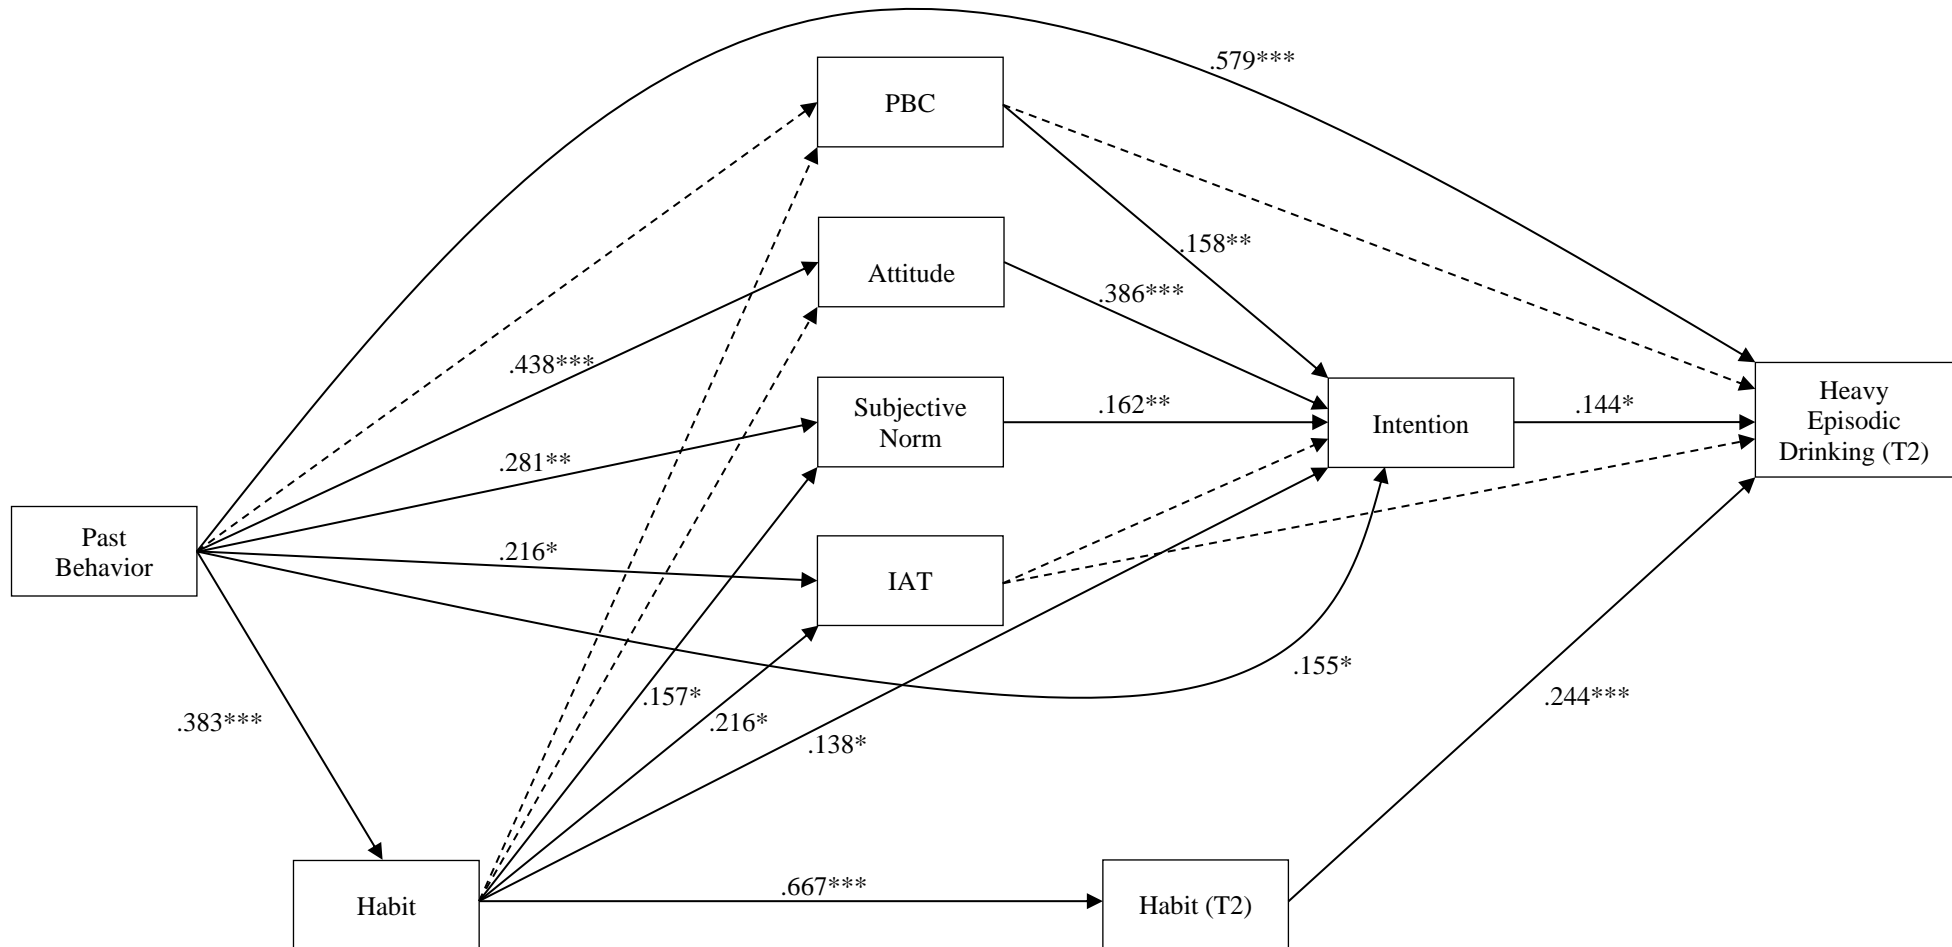 .579***
PBC
.158**
Attitude
.386***
.438***
Subjective
Norm
.162**
Intention
.144*
Heavy
Episodic
Drinking (T2)
.281**
Past
Behavior
.216*
IAT
.155*
.157*
.216*
.138*
.244***
.383***
Habit
.667***
Habit (T2)